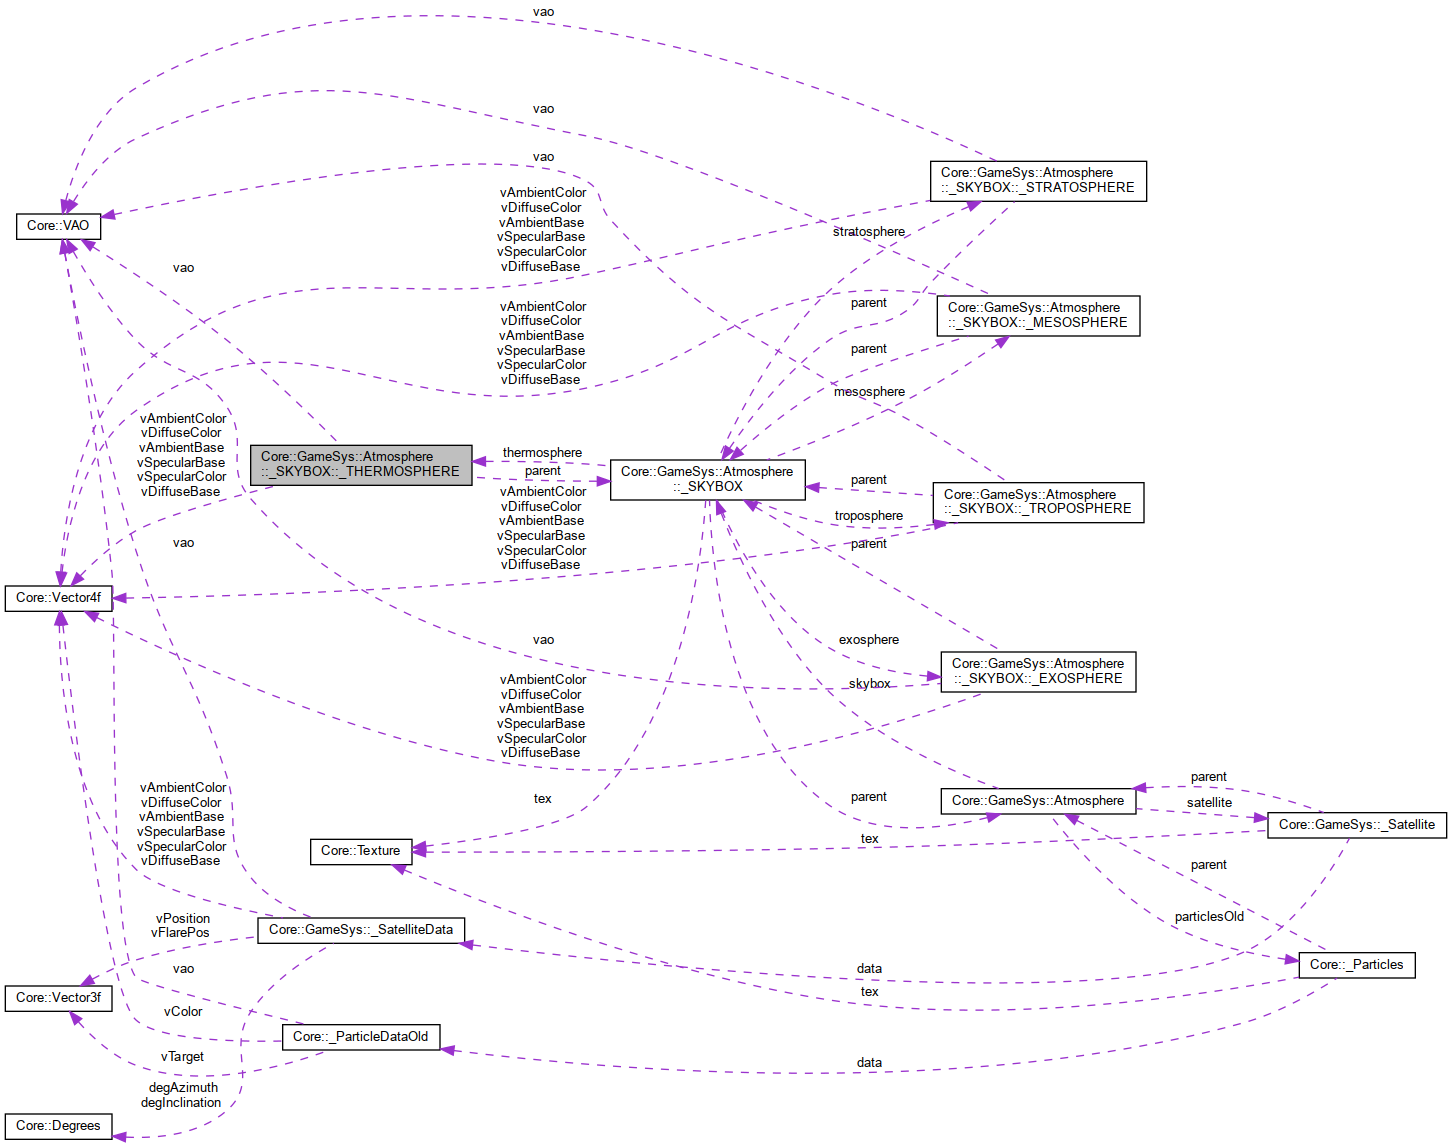 vao
vao
vao
Core::GameSys::Atmosphere
::_SKYBOX::_STRATOSPHERE
vAmbientColor
vDiffuseColor
vAmbientBase
vSpecularBase
vSpecularColor
vDiffuseBase
Core::VAO
stratosphere
vao
parent
Core::GameSys::Atmosphere
::_SKYBOX::_MESOSPHERE
vAmbientColor
vDiffuseColor
vAmbientBase
vSpecularBase
vSpecularColor
vDiffuseBase
parent
mesosphere
vAmbientColor
vDiffuseColor
vAmbientBase
vSpecularBase
vSpecularColor
vDiffuseBase
Core::GameSys::Atmosphere
::_SKYBOX::_THERMOSPHERE
thermosphere
parent
Core::GameSys::Atmosphere
::_SKYBOX
parent
troposphere
parent
Core::GameSys::Atmosphere
::_SKYBOX::_TROPOSPHERE
vAmbientColor
vDiffuseColor
vAmbientBase
vSpecularBase
vSpecularColor
vDiffuseBase
vao
Core::Vector4f
vao
exosphere
skybox
Core::GameSys::Atmosphere
::_SKYBOX::_EXOSPHERE
vAmbientColor
vDiffuseColor
vAmbientBase
vSpecularBase
vSpecularColor
vDiffuseBase
tex
parent
Core::GameSys::Atmosphere
parent
satellite
Core::GameSys::_Satellite
vAmbientColor
vDiffuseColor
vAmbientBase
vSpecularBase
vSpecularColor
vDiffuseBase
Core::Texture
tex
parent
vPosition
vFlarePos
Core::GameSys::_SatelliteData
particlesOld
vao
data
Core::_Particles
Core::Vector3f
vColor
tex
Core::_ParticleDataOld
vTarget
data
degAzimuth
degInclination
Core::Degrees